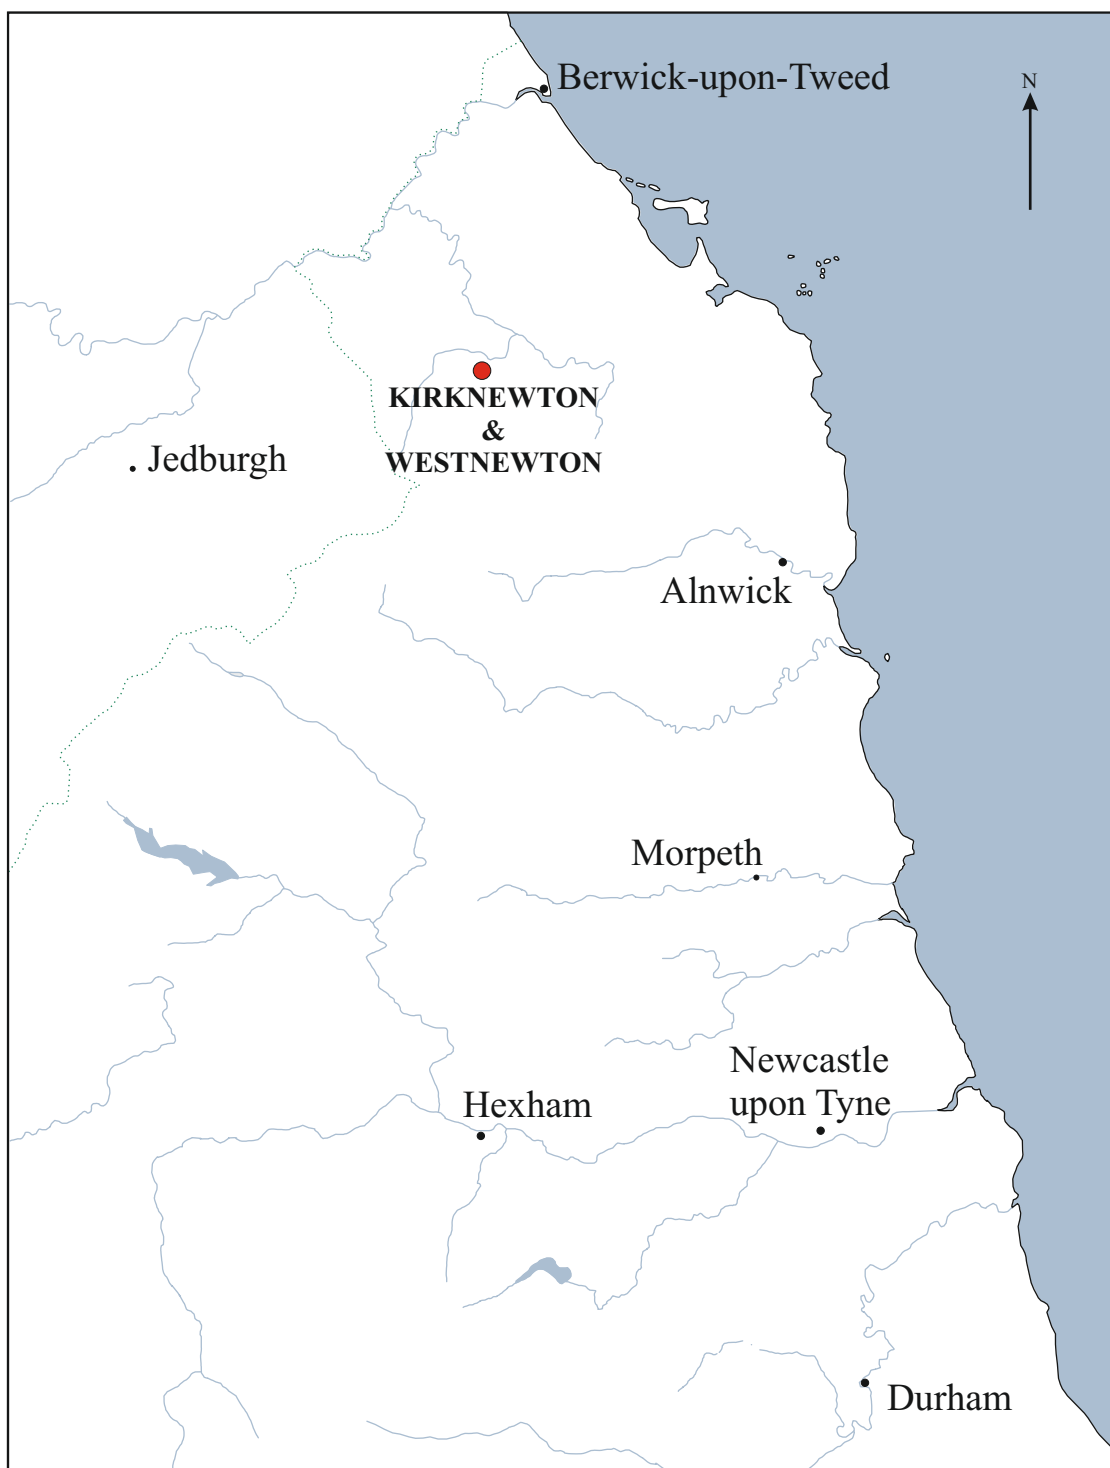 Berwick-upon-Tweed
N
KIRKNEWTON
&
WESTNEWTON
Jedburgh
Alnwick
Morpeth
Newcastle
upon Tyne
Hexham
Durham